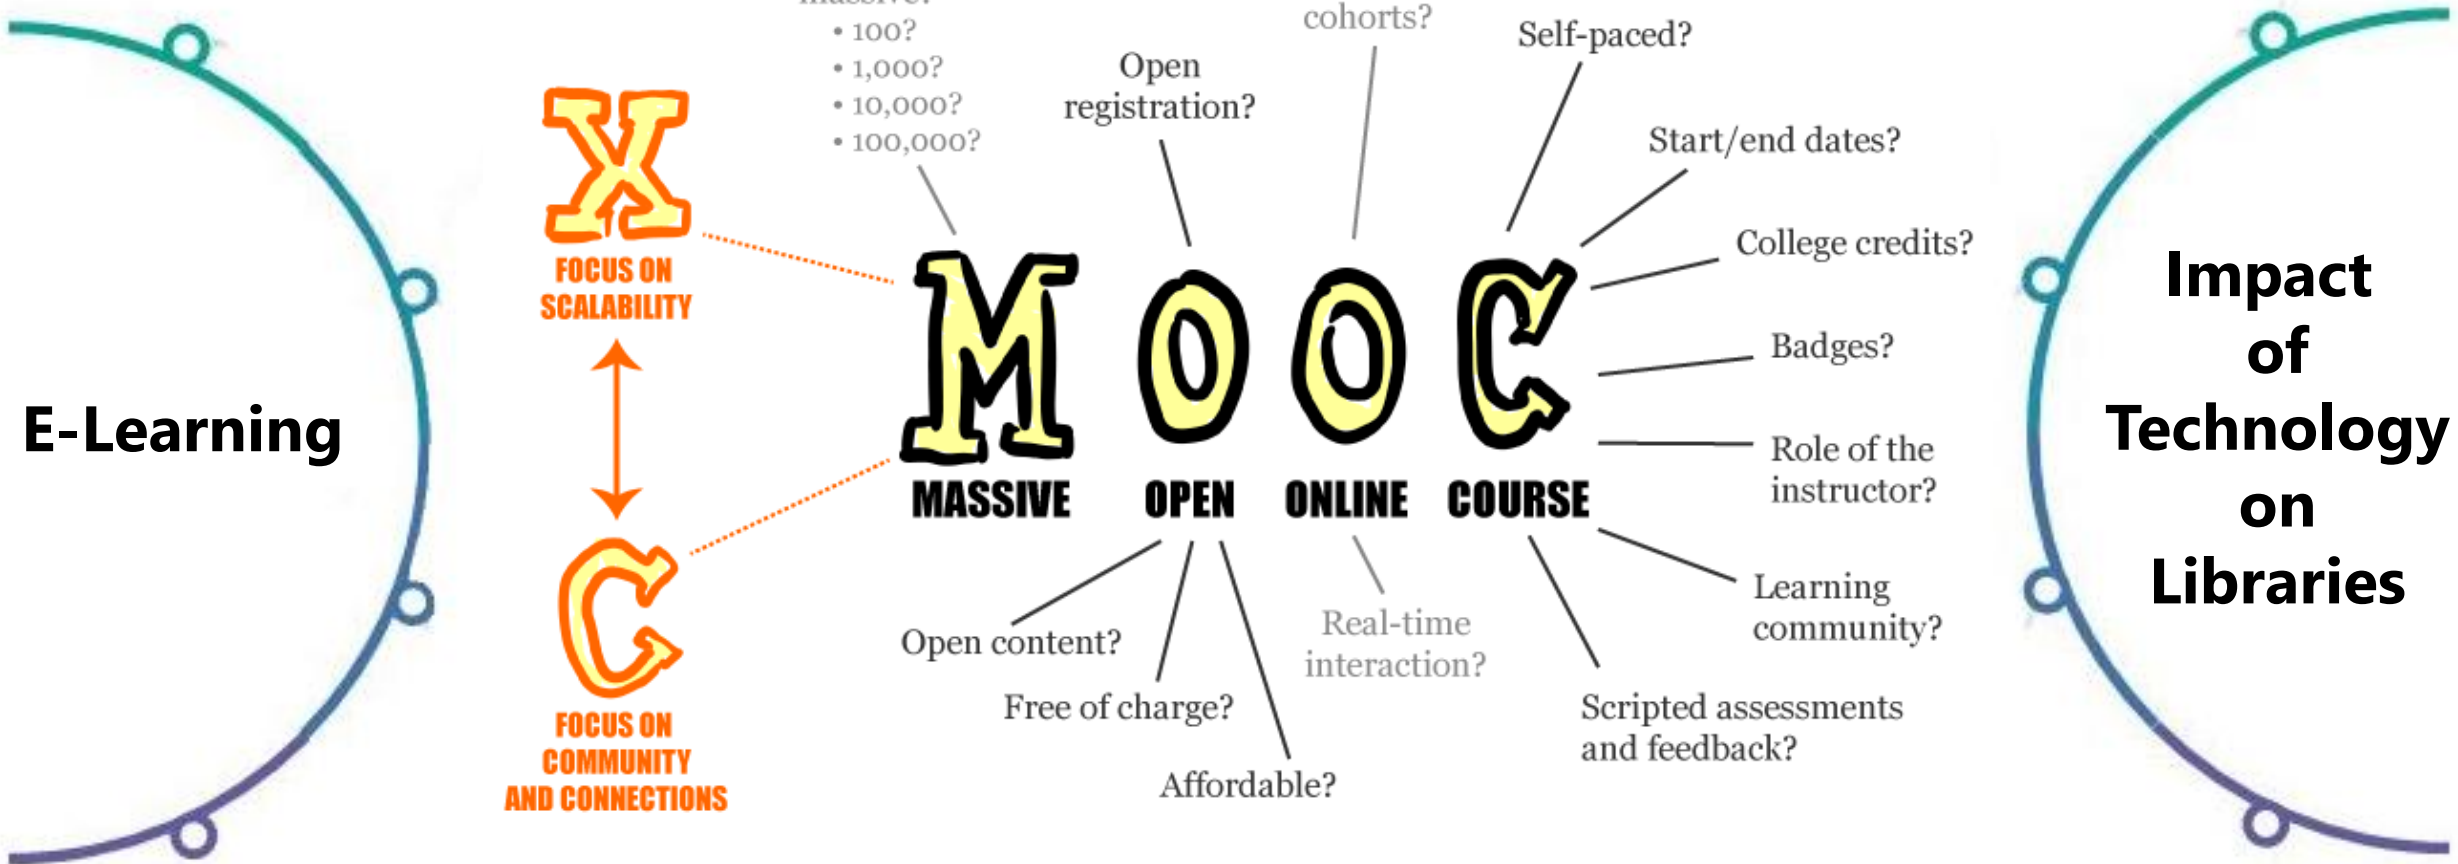 E-Learning
X
FOCUS ON
SCALABILITY
C
FOCUS ON
COMMUNITY
AND CONNECTIONS
massive?
• 100?
• 1,000?
• 10,000?
• 100,000?
Open
registration?
cohorts?
Self-paced?
Start/end dates?
College credits?
Badges?
Role of the
instructor?
Learning
community?
Scripted assessments
and feedback?
MOOC
MASSIVE OPEN ONLINE COURSE
Open content?
Free of charge?
Affordable?
Real-time
interaction?
Impact
of
Technology
on
Libraries